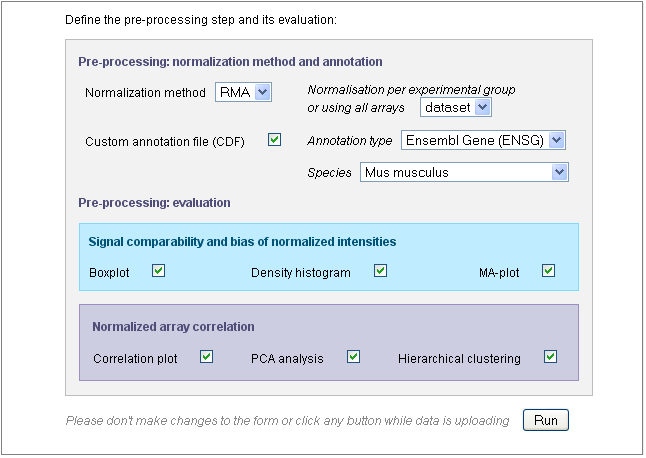 Define the pre-processing step and its evaluation:
Pre-processing: normalization method and annotation
Normalization method RMA
Normalisation per experimental group
or using all arrays dataset
Custom annotation file (CDF)
Annotation type Ensembl Gene (ENSG)
Species Mus musculus
Pre-processing: evaluation
Signal comparability and bias of normalized intensities
Boxplot Density histogram MA-plot
Normalized array correlation
Correlation plot PCA analysis Hierarchical clustering
Please don't make changes to the form or click any button while data is uploading Run